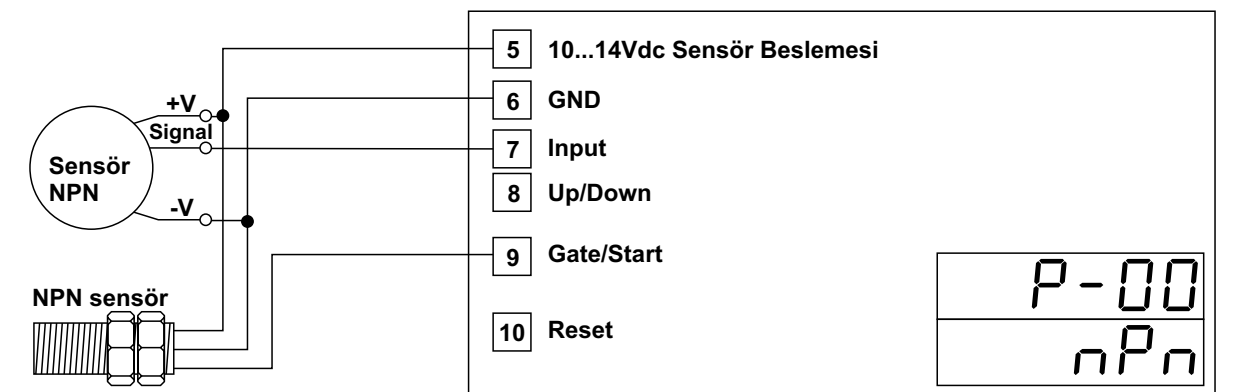 5 10...14Vdc Sensör Beslemesi
+V
6 GND
Signal
7 Input
Sensör
NPN
8 Up/Down
-V
9 Gate/Start
NPN sensör
P-00
10 Reset
nPn